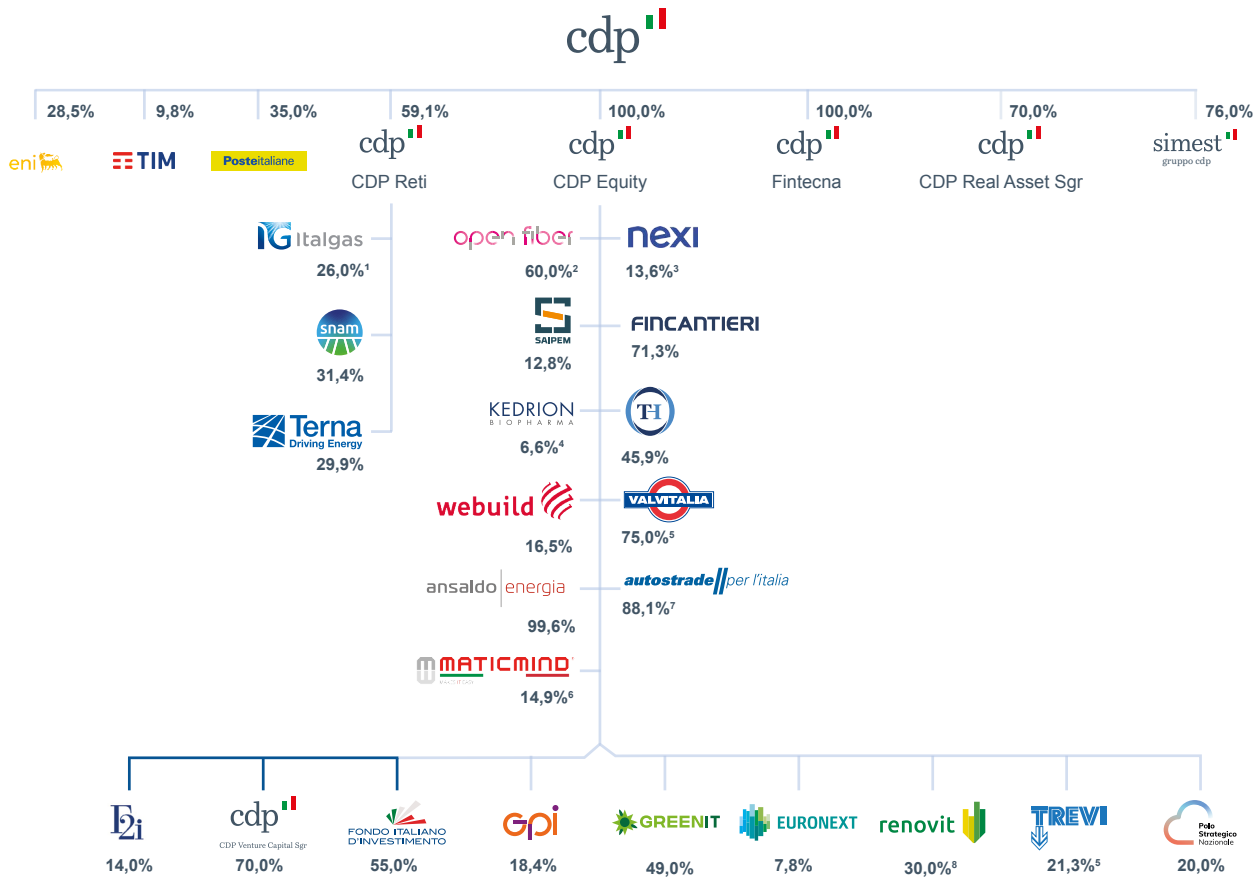 cdp
28,5%
9,8%
35,0%
59,1%
100,0%
100,0%
70,0%
76,0%
eni
TIM
Posteitaliane
cdp
CDP Reti
cdp
CDP Equity
cdp
Fintecna
cdp
CDP Real Asset Sgr
simest
gruppo cdp
IG Italgas
26,0%¹
snam
31,4%
Terna
Driving Energy
29,9%
open fiber
60,0%²
nexi
13,6%³
SAIPEM
12,8%
FINCANTIERI
71,3%
KEDRION
BIOPHARMA
6,6%⁴
TH
45,9%
webuild
16,5%
VALVITALIA
75,0%⁵
ansaldo energia
99,6%
autostrade per l'italia
88,1%⁷
MATICMIND
14,9%⁶
F2i
14,0%
cdp
CDP Venture Capital Sgr
70,0%
FONDO ITALIANO
D'INVESTIMENTO
55,0%
GPI
18,4%
GREENIT
49,0%
EURONEXT
7,8%
renovit
30,0%⁸
TREVI
21,3%⁵
Polo
Strategico
Nazionale
20,0%